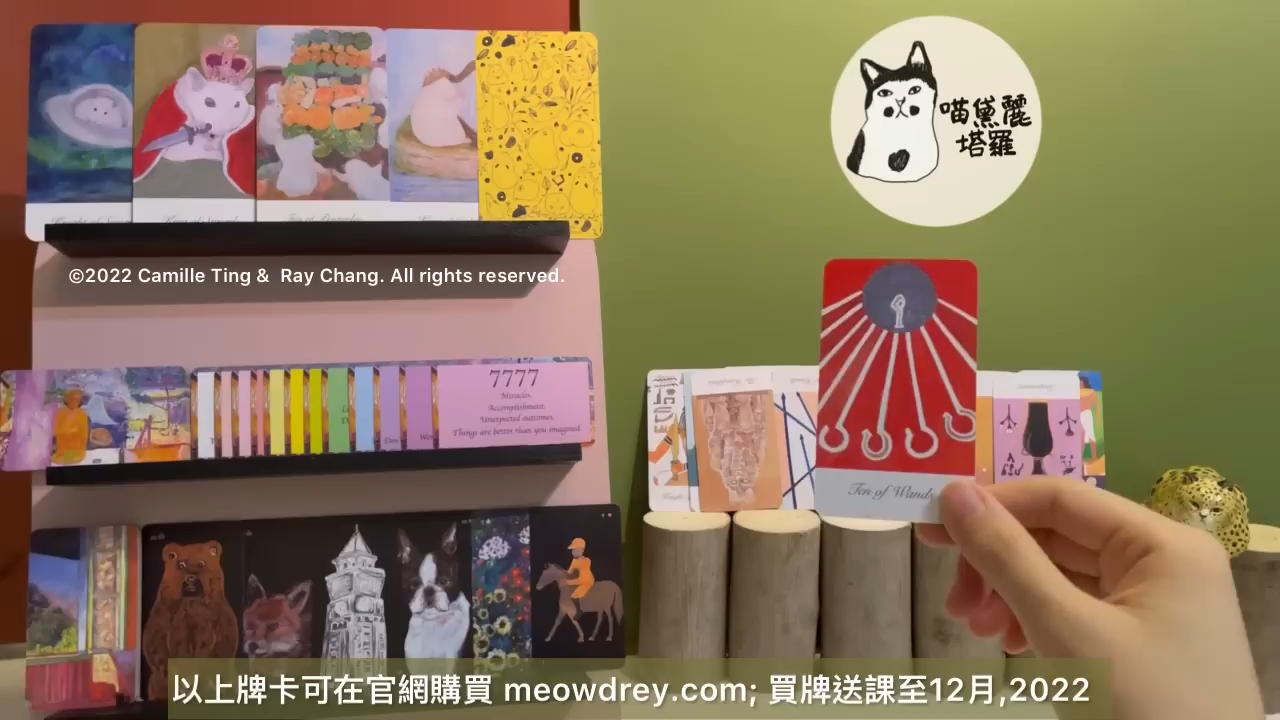 喵黛麗
塔羅
©2022 Camille Ting & Ray Chang. All rights reserved.
7777
Miracles.
Accomplishment.
Unexpected outcomes.
Things are better than you imagined.
Ten of Wands
以上牌卡可在官網購買 meowdrey.com; 買牌送課至12月,2022